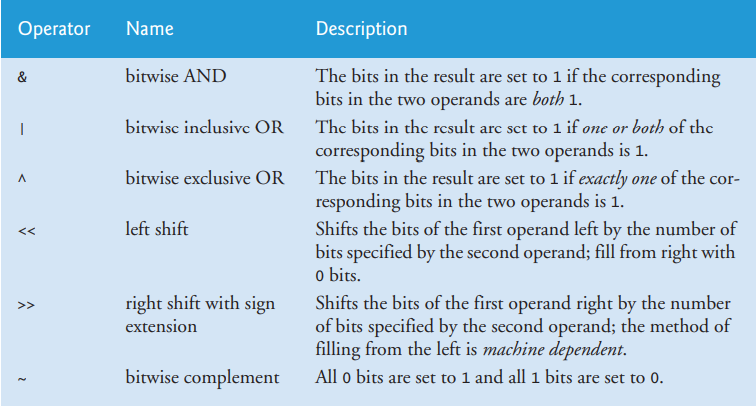 Operator Name Description
& bitwise AND The bits in the result are set to 1 if the corresponding
bits in the two operands are both 1.
| bitwise inclusive OR The bits in the result are set to 1 if one or both of the
corresponding bits in the two operands is 1.
^ bitwise exclusive OR The bits in the result are set to 1 if exactly one of the cor-
responding bits in the two operands is 1.
<< left shift Shifts the bits of the first operand left by the number of
bits specified by the second operand; fill from right with
0 bits.
>> right shift with sign Shifts the bits of the first operand right by the number
extension of bits specified by the second operand; the method of
filling from the left is machine dependent.
~ bitwise complement All 0 bits are set to 1 and all 1 bits are set to 0.